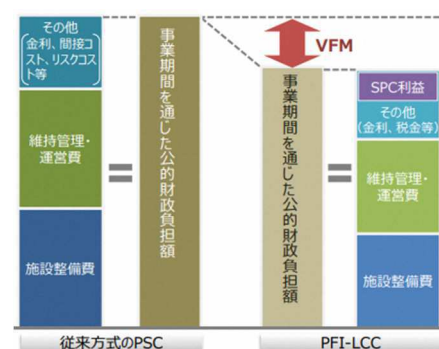 その他
(金利、間接コ
スト、リスクコス
ト等)
維持管理・
運営費
施設整備費
事業期間を通じた公的財政負担額
VFM
事業期間を通じた公的財政負担額
SPC利益
その他
(金利、税金等)
維持管理・
運営費
施設整備費
従来方式のPSC
PFI-LCC